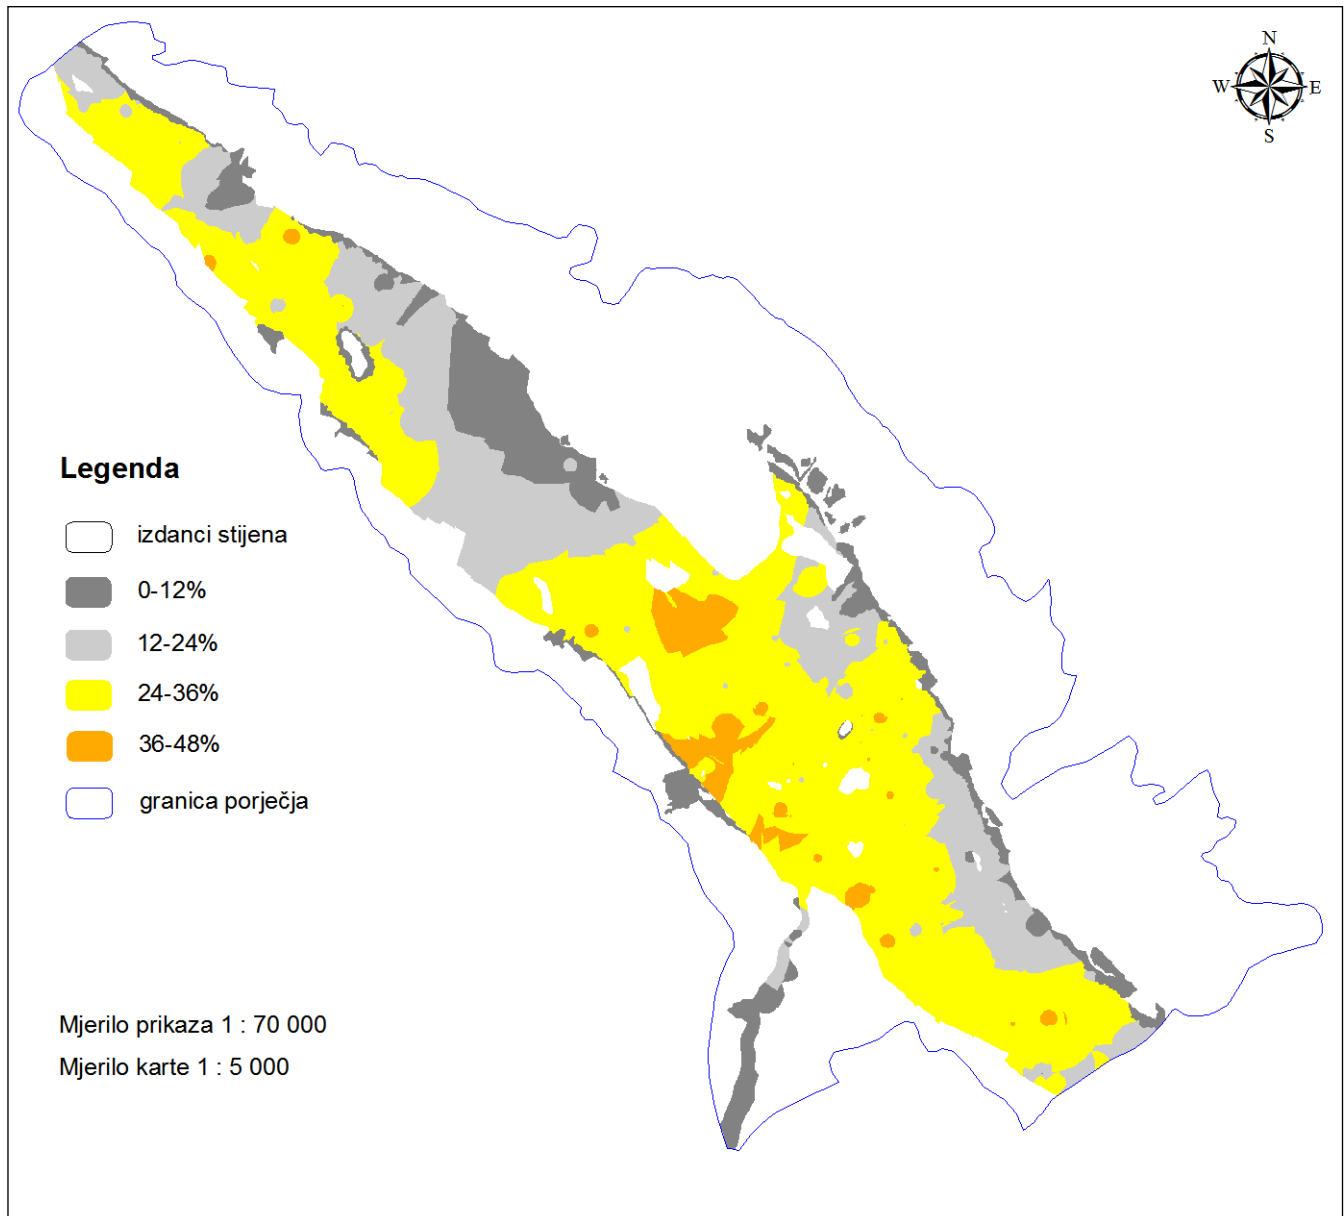 N
W
E
S
Legenda
izdanci stijena
0-12%
12-24%
24-36%
36-48%
granica porječja
Mjerilo prikaza 1 : 70 000
Mjerilo karte 1 : 5 000